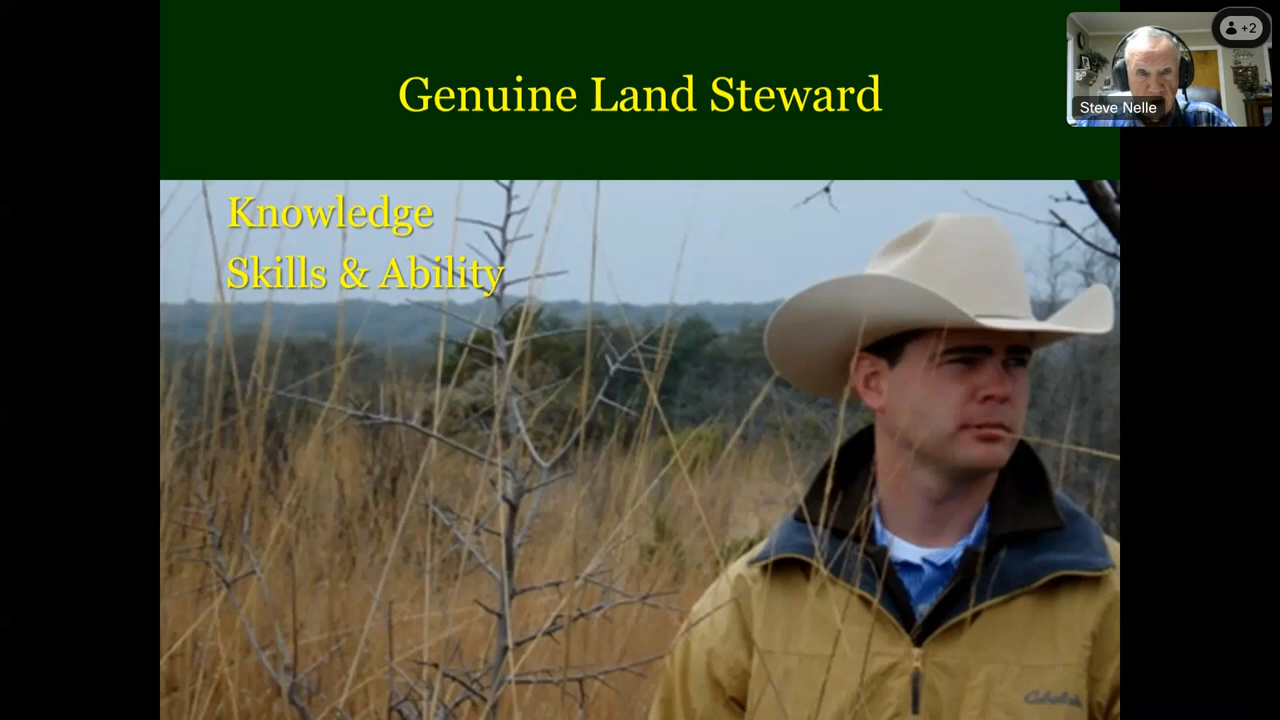 Genuine Land Steward
+2
Steve Nelle
Knowledge
Skills & Ability
Cabela's